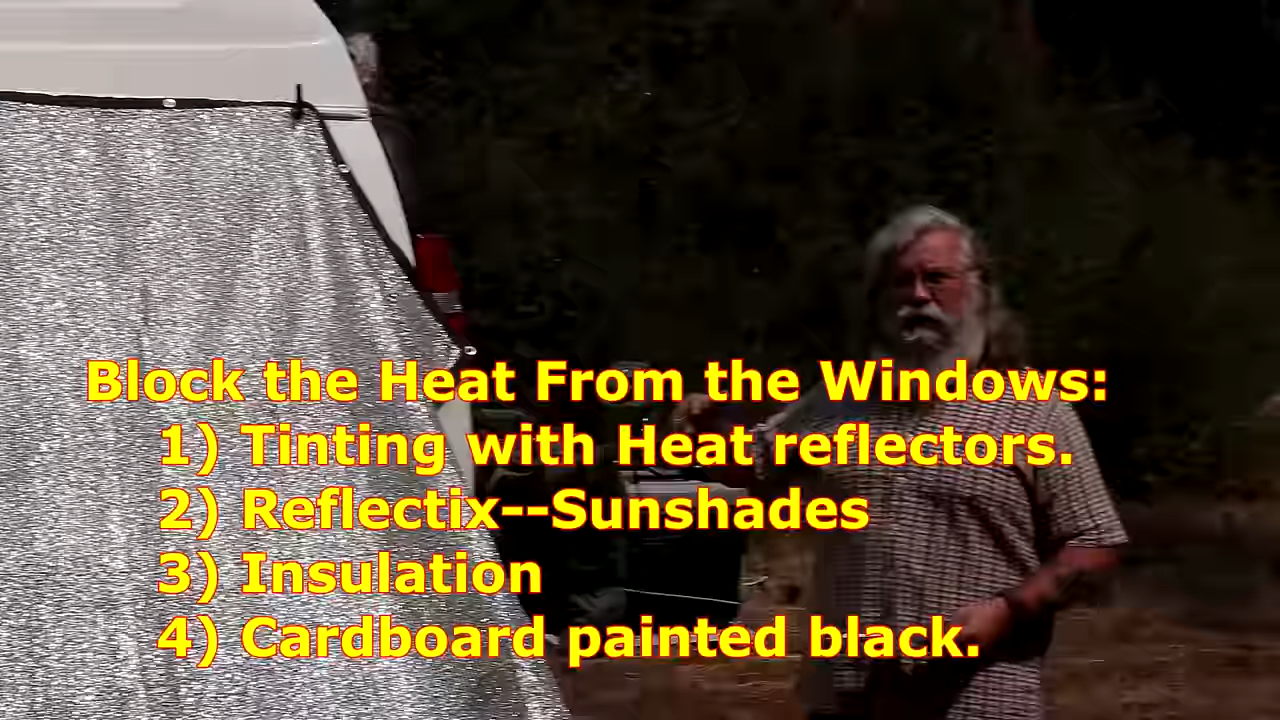 Block the Heat From the Windows:
1) Tinting with Heat reflectors.
2) Reflectix--Sunshades
3) Insulation
4) Cardboard painted black.